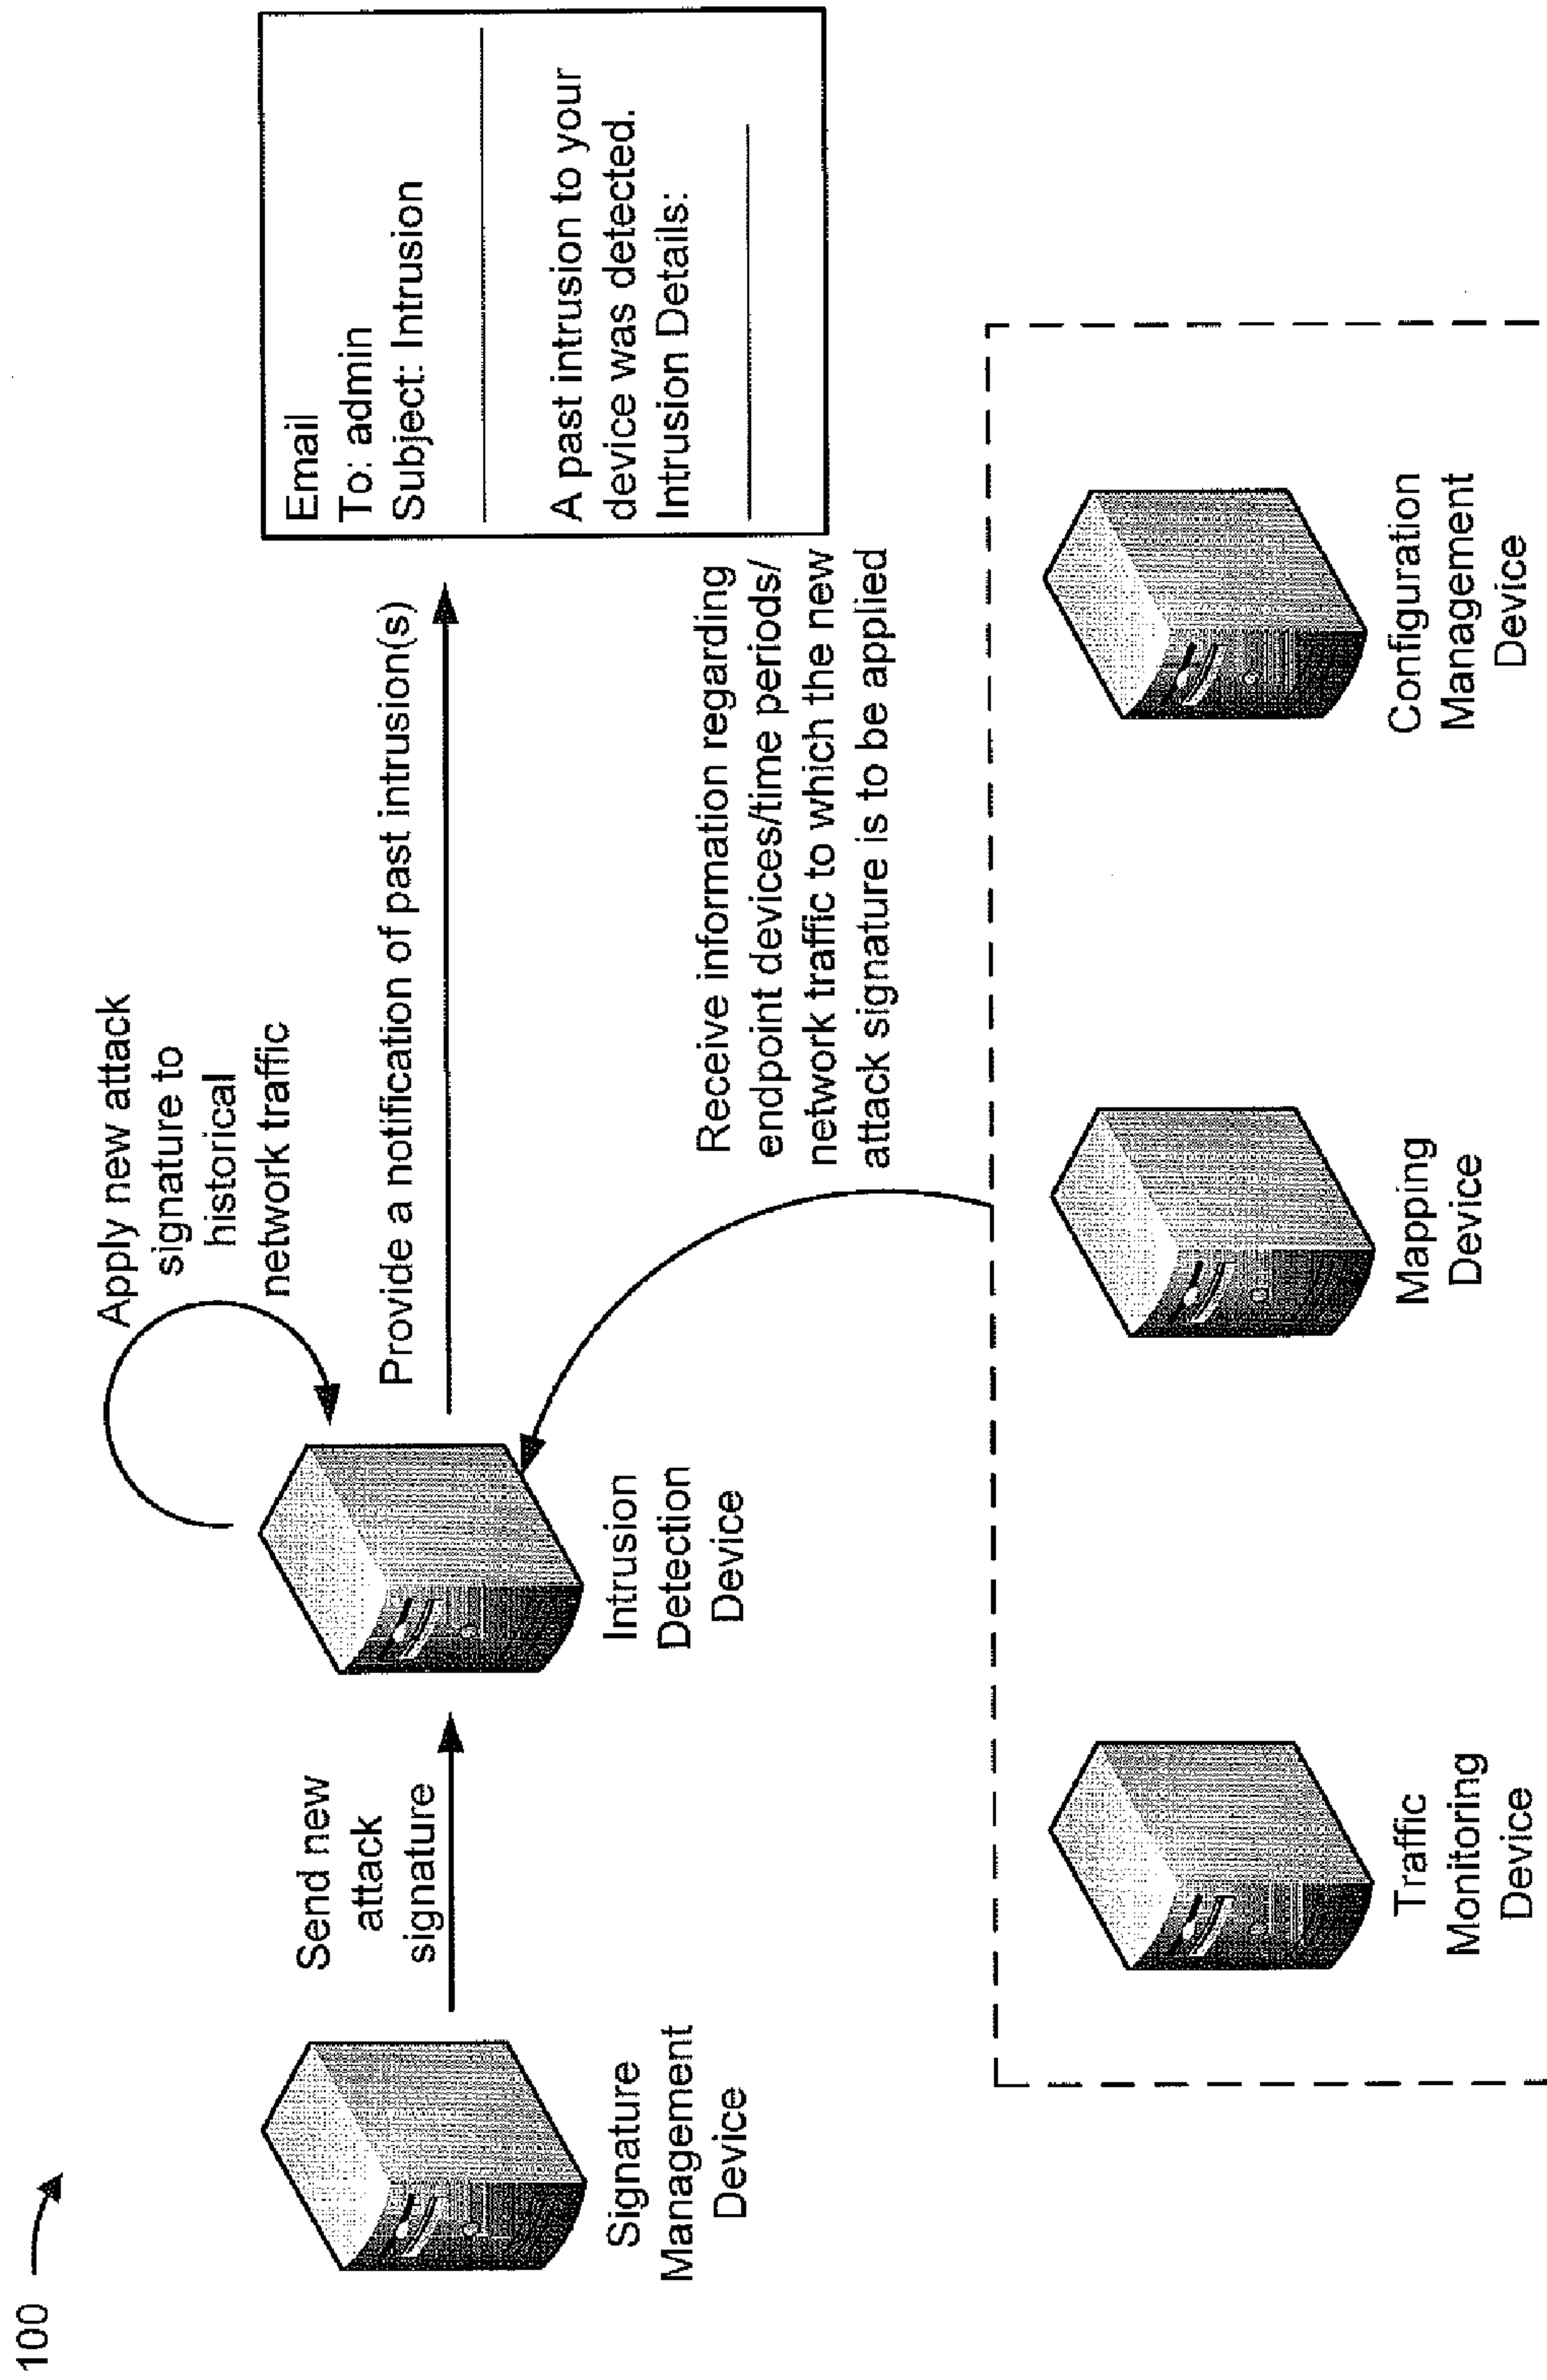 100
Apply new attack
signature to
historical
network traffic
Send new
attack
signature
Provide a notification of past intrusion(s)
Email
To: admin
Subject: Intrusion
A past intrusion to your
device was detected.
Intrusion Details:
Signature
Management
Device
Intrusion
Detection
Device
Receive information regarding
endpoint devices/time periods/
network traffic to which the new
attack signature is to be applied
Traffic
Monitoring
Device
Mapping
Device
Configuration
Management
Device